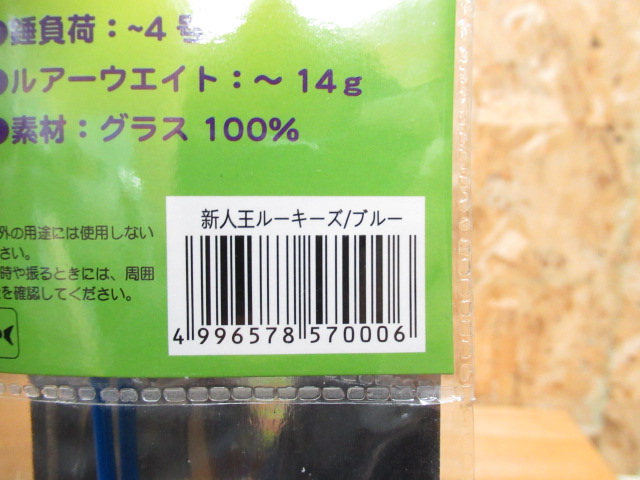 ●錘負荷：~4号
●ルアーウエイト：～14g
●素材：グラス 100%
新人王ルーキーズ/ブルー
4 996578 570006
外の用途には使用しない
さい。
時や振るときには、周囲
を確認してください。